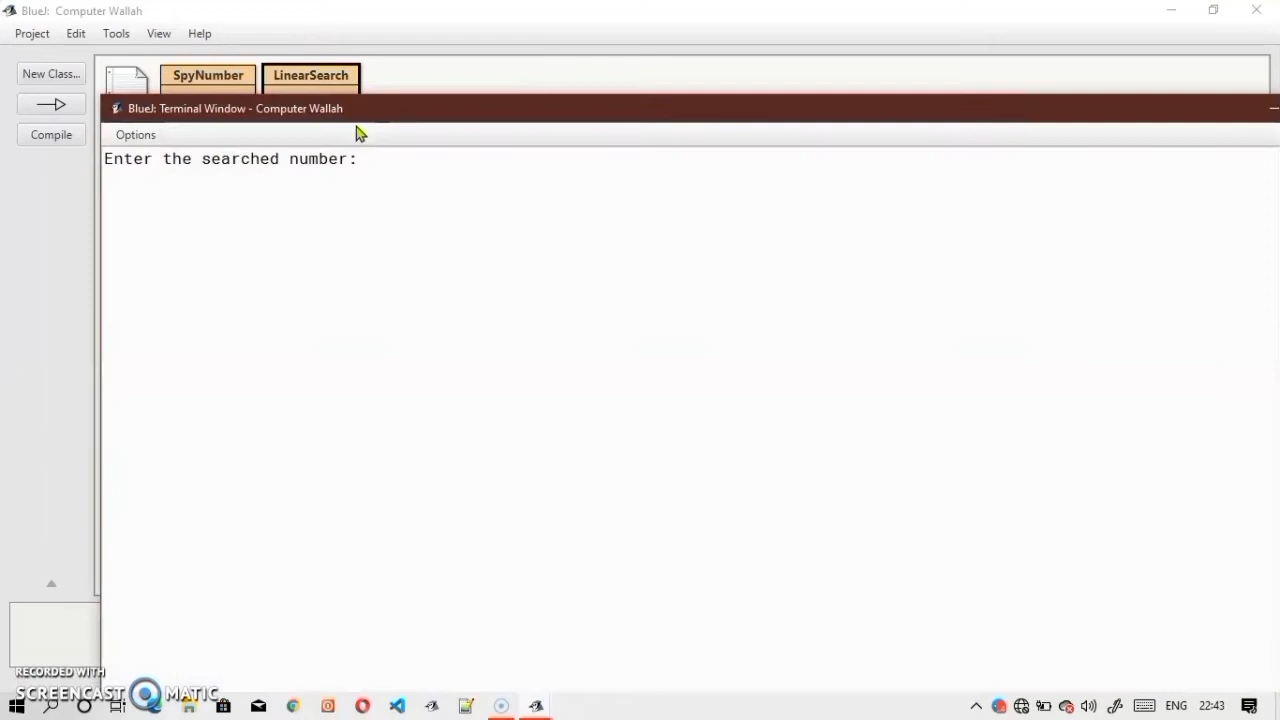 BlueJ: Computer Wallah
Project Edit Tools View Help
New Class...
SpyNumber
LinearSearch
BlueJ: Terminal Window - Computer Wallah
Compile
Options
Enter the searched number:
RECORDED WITH
SCREENCAST MATIC
ENG
22:43